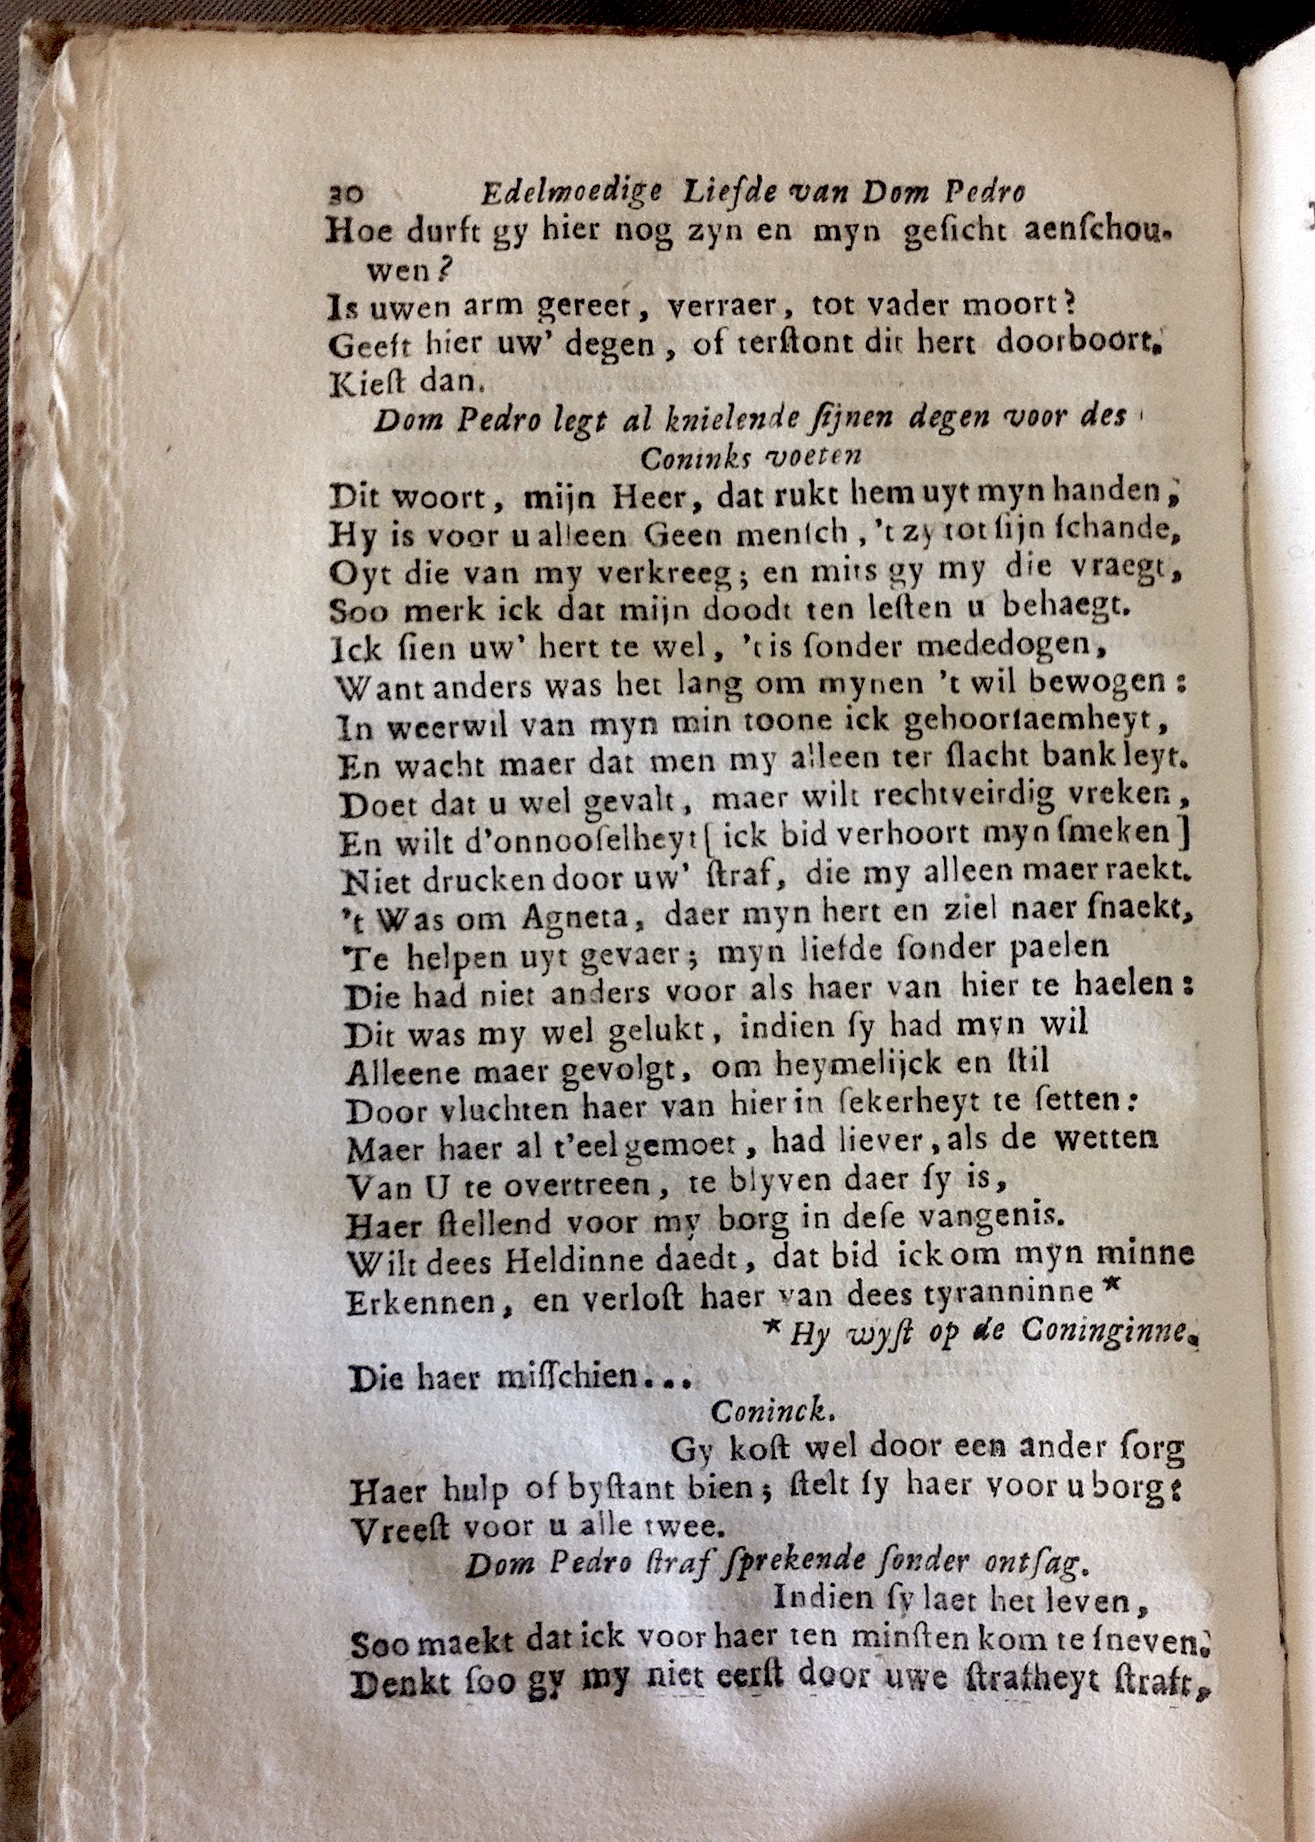 30 Edelmoedige Lieſde van Dom Pedro
Hoe durft gy hier nog zyn en myn geſicht aenſchou-
wen?
Is uwen arm gereet, verraer, tot vader moort?
Geeft hier uw' degen, of terſtont dit hert doorboort.
Kieſt dan.
Dom Pedro legt al knielende ſijnen degen voor des
Coninks voeten
Dit woort, mijn Heer, dat rukt hem uyt myn handen;
Hy is voor u alleen Geen menſch, 't zy tot ſijn ſchande,
Oyt die van my verkreeg; en mits gy my die vraegt,
Soo merk ick dat mijn doodt ten leſten u behaegt.
Ick ſien uw' hert te wel, 't is ſonder mededogen,
Want anders was het lang om mynen 't wil bewogen:
In weerwil van myn min toone ick gehoorſaemheyt,
En wacht maer dat men my alleen ter ſlacht bank leyt.
Doet dat u wel gevalt, maer wilt rechtveirdig vreken,
En wilt d'onnooſelheyt [ick bid verhoort myn ſmeken]
Niet drucken door uw' ſtraf, die my alleen maer raekt.
't Was om Agneta, daer myn hert en ziel naer ſnaekt,
Te helpen uyt gevaer; myn liefde ſonder paelen
Die had niet anders voor als haer van hier te haelen:
Dit was my wel gelukt, indien ſy had myn wil
Alleene maer gevolgt, om heymelijck en ſtil
Door vluchten haer van hier in ſekerheyt te ſetten:
Maer haer al t'eel gemoet, had liever, als de wetten
Van U te overtreen, te blyven daer ſy is,
Haer ſtellend voor my borg in deſe vangenis.
Wilt dees Heldinne daedt, dat bid ick om myn minne
Erkennen, en verloſt haer van dees tyranninne*
* Hy wyſt op de Coninginne.
Die haer miſſchien...
Coninck.
Gy koſt wel door een ander ſorg
Haer hulp of byſtant bien; ſtelt ſy haer voor u borg:
Vreeſt voor u alle twee.
Dom Pedro ſtraf ſprekende ſonder ontſag.
Indien ſy laet het leven,
Soo maekt dat ick voor haer ten minſten kom te ſneven.
Denkt ſoo gy my niet eerſt door uwe ſtrafheyt ſtraft,